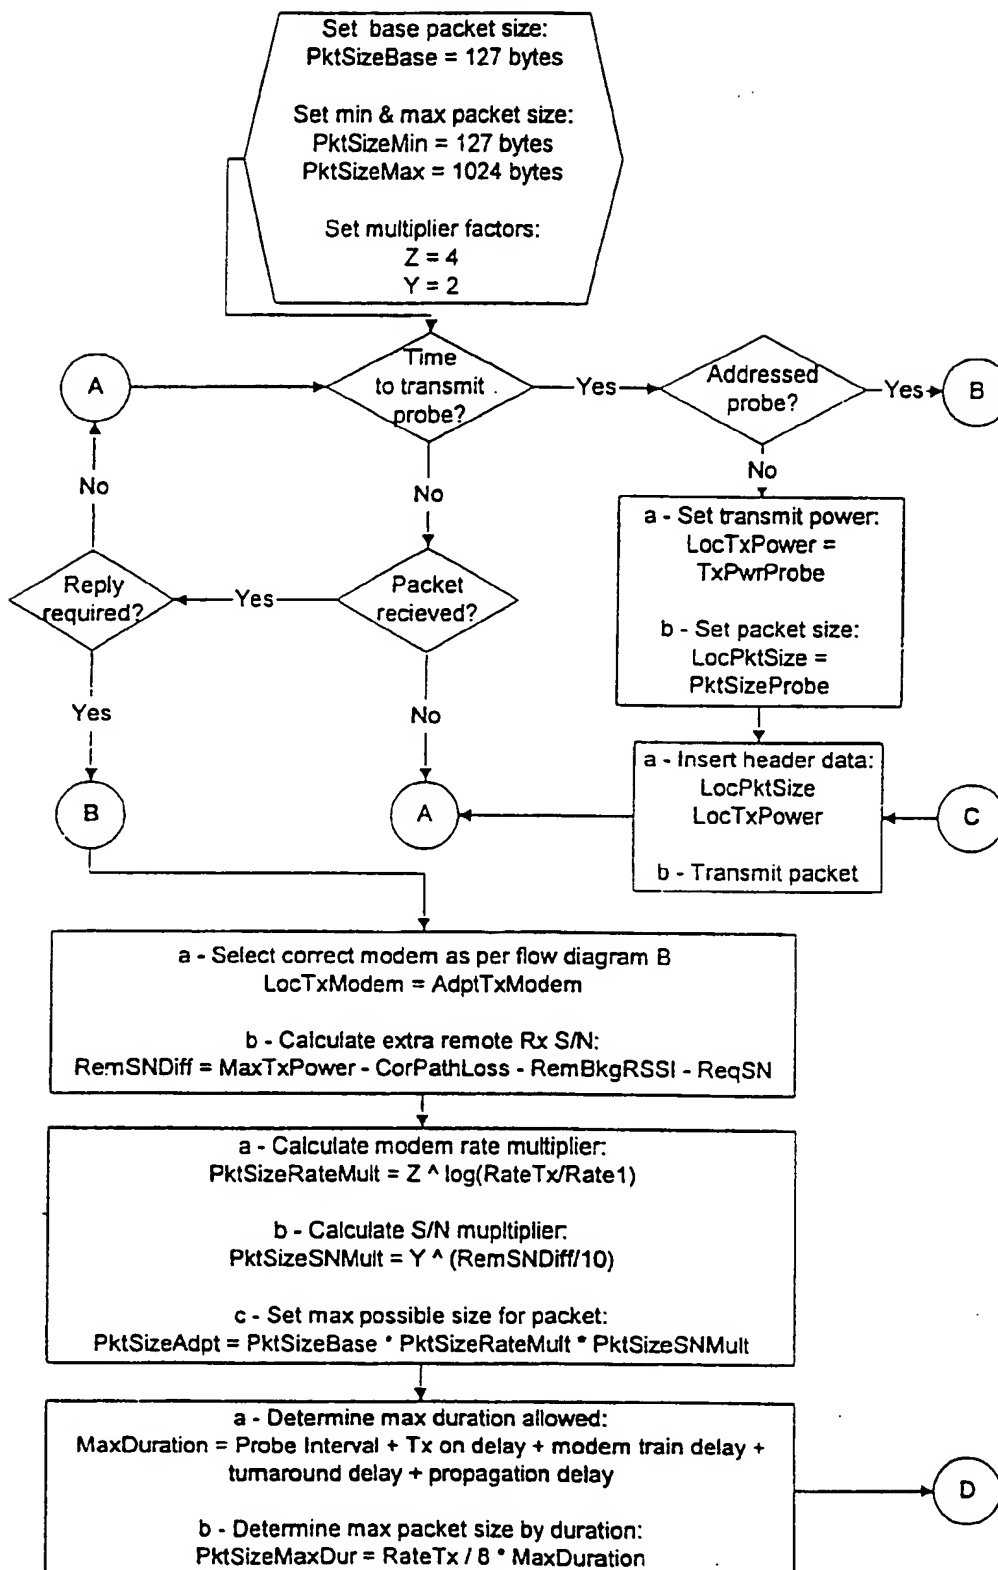 Set base packet size:
PktSizeBase = 127 bytes
Set min & max packet size:
PktSizeMin = 127 bytes
PktSizeMax = 1024 bytes
Set multiplier factors:
Z = 4
Y = 2
A
Time
to transmit
probe?
Yes
Addressed
probe?
Yes
B
No
No
No
a - Set transmit power:
LocTxPower =
TxPwrProbe
b - Set packet size:
LocPktSize =
PktSizeProbe
Reply
required?
Yes
Packet
recieved?
Yes
No
B
A
a - Insert header data:
LocPktSize
LocTxPower
b - Transmit packet
C
a - Select correct modem as per flow diagram B
LocTxModem = AdptTxModem
b - Calculate extra remote Rx S/N:
RemSNDiff = MaxTxPower - CorPathLoss - RemBkgRSSI - ReqSN
a - Calculate modem rate multiplier:
PktSizeRateMult = Z ^ log(RateTx/Rate1)
b - Calculate S/N mupltiplier:
PktSizeSNMult = Y ^ (RemSNDiff/10)
c - Set max possible size for packet:
PktSizeAdpt = PktSizeBase * PktSizeRateMult * PktSizeSNMult
a - Determine max duration allowed:
MaxDuration = Probe Interval + Tx on delay + modem train delay +
turnaround delay + propagation delay
b - Determine max packet size by duration:
PktSizeMaxDur = RateTx / 8 * MaxDuration
D